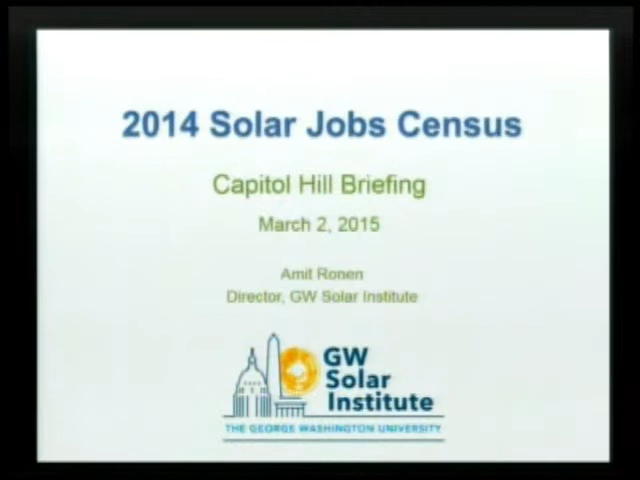 2014 Solar Jobs Census
Capitol Hill Briefing
March 2, 2015
Amit Ronen
Director, GW Solar Institute
GW
Solar
Institute
THE GEORGE WASHINGTON UNIVERSITY